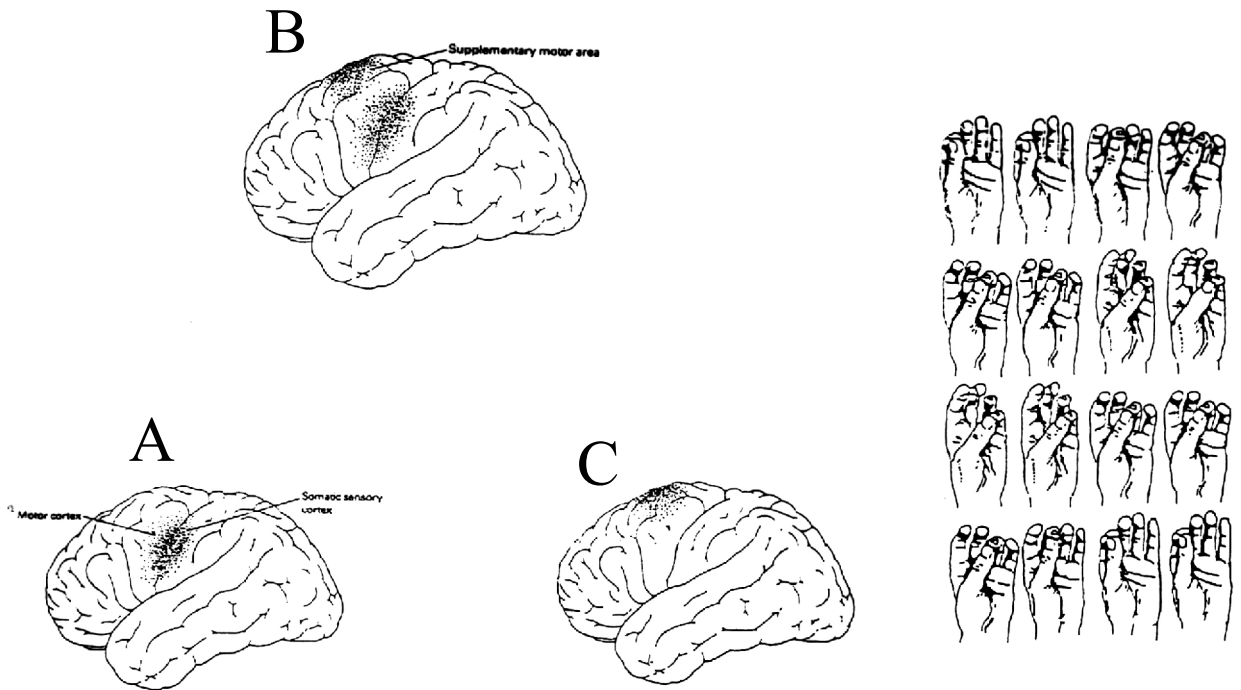 B
Supplementary motor area
A
C
Motor cortex
Somatic sensory
cortex